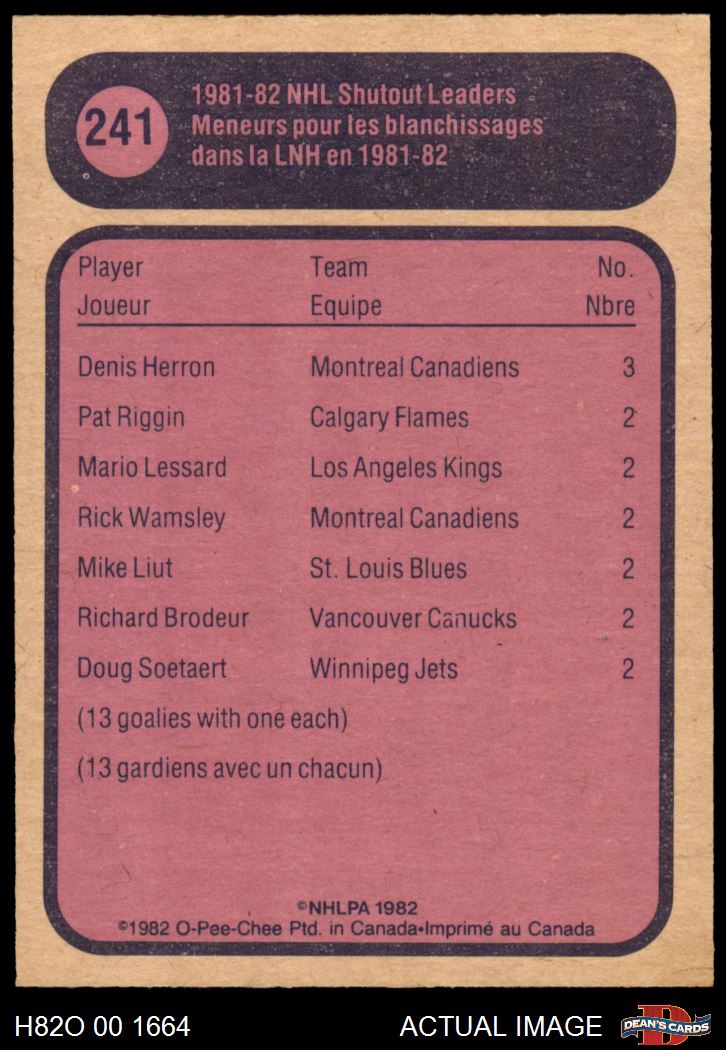 241
1981-82 NHL Shutout Leaders
Meneurs pour les blanchissages
dans la LNH en 1981-82
Player Team No.
Joueur Equipe Nbre
Denis Herron Montreal Canadiens 3
Pat Riggin Calgary Flames 2
Mario Lessard Los Angeles Kings 2
Rick Wamsley Montreal Canadiens 2
Mike Liut St. Louis Blues 2
Richard Brodeur Vancouver Canucks 2
Doug Soetaert Winnipeg Jets 2
(13 goalies with one each)
(13 gardiens avec un chacun)
©NHLPA 1982
©1982 O-Pee-Chee Ptd. in Canada•Imprimé au Canada
H82O 00 1664 ACTUAL IMAGE D DEAN'S CARDS